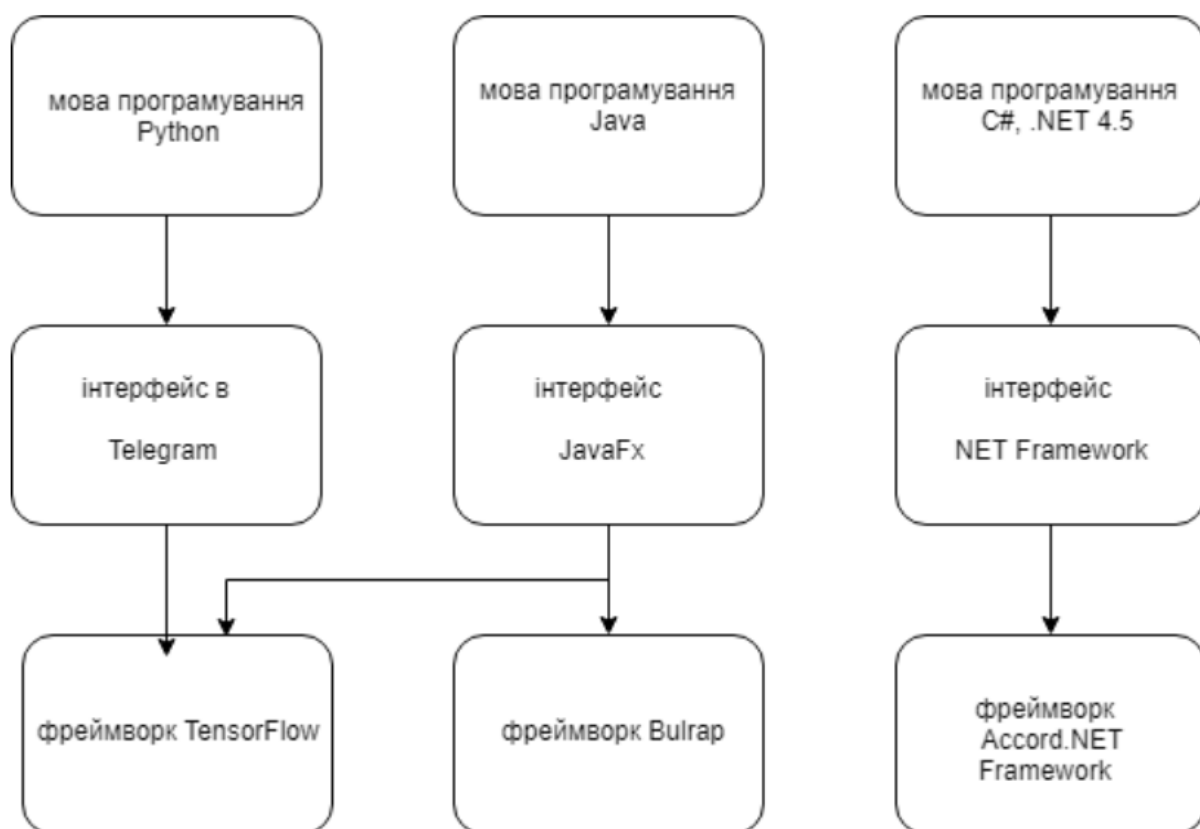 мова програмування
Python
мова програмування
Java
мова програмування
C#, .NET 4.5
інтерфейс в
Telegram
інтерфейс
JavaFx
інтерфейс
NET Framework
фреймворк TensorFlow
фреймворк Bulrap
фреймворк
Accord.NET
Framework